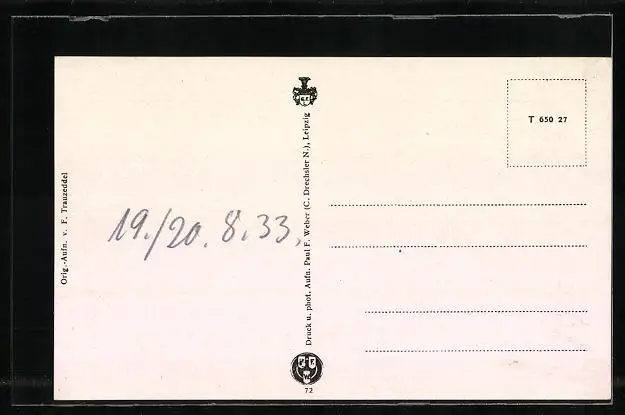 Orig.-Aufn. v. F. Trauzeddel
19./20. 8. 33.
Druck u. phot. Aufn. Paul F. Weber (C. Drechsler N.), Leipzig
72
T 650 27